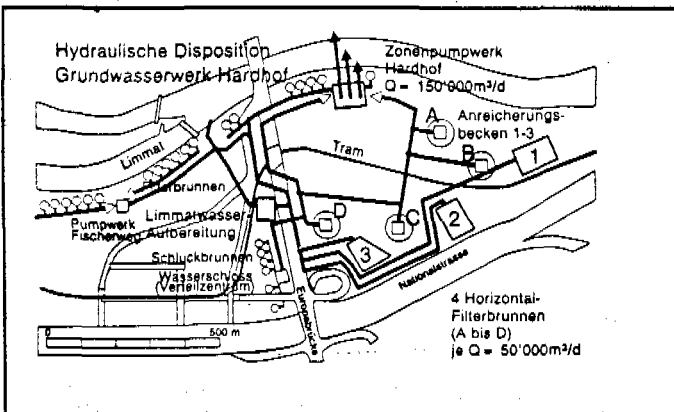 Hydraulische Disposition
Grundwasserwerk Hardhof
Zonenpumpwerk
Hardhof
Q = 150'000m³/d
A
Anreicherungs-
becken 1-3
B
1
Limmat
Tram
Pumpwerk
Fischerweg
Limmatwasser-
Aufbereitung
D
C
2
3
Schluckbrunnen
Wasserschloss
(Verteilzentrum)
Nationalstrasse
Europabrücke
4 Horizontal-
Filterbrunnen
(A bis D)
je Q = 50'000m³/d
0
500 m